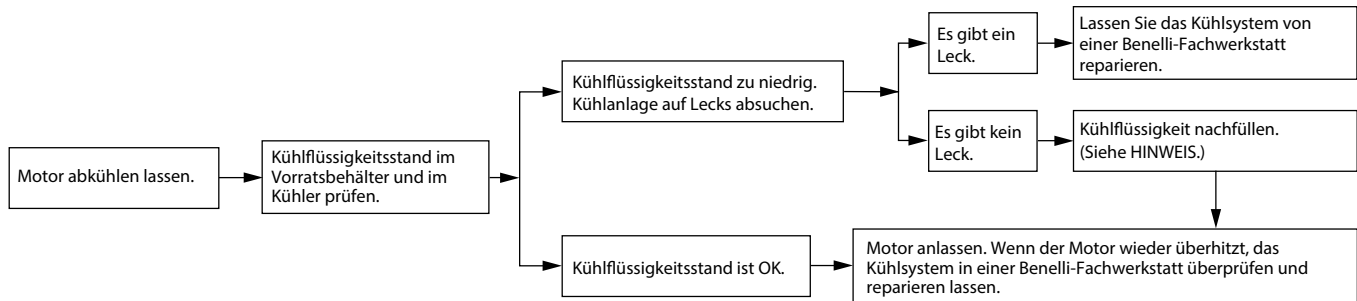 Motor abkühlen lassen.
Kühlflüssigkeitsstand im
Vorratsbehälter und im
Kühler prüfen.
Kühlflüssigkeitsstand zu niedrig.
Kühlanlage auf Lecks absuchen.
Es gibt ein
Leck.
Lassen Sie das Kühlsystem von
einer Benelli-Fachwerkstatt
reparieren.
Es gibt kein
Leck.
Kühlflüssigkeit nachfüllen.
(Siehe HINWEIS.)
Kühlflüssigkeitsstand ist OK.
Motor anlassen. Wenn der Motor wieder überhitzt, das
Kühlsystem in einer Benelli-Fachwerkstatt überprüfen und
reparieren lassen.